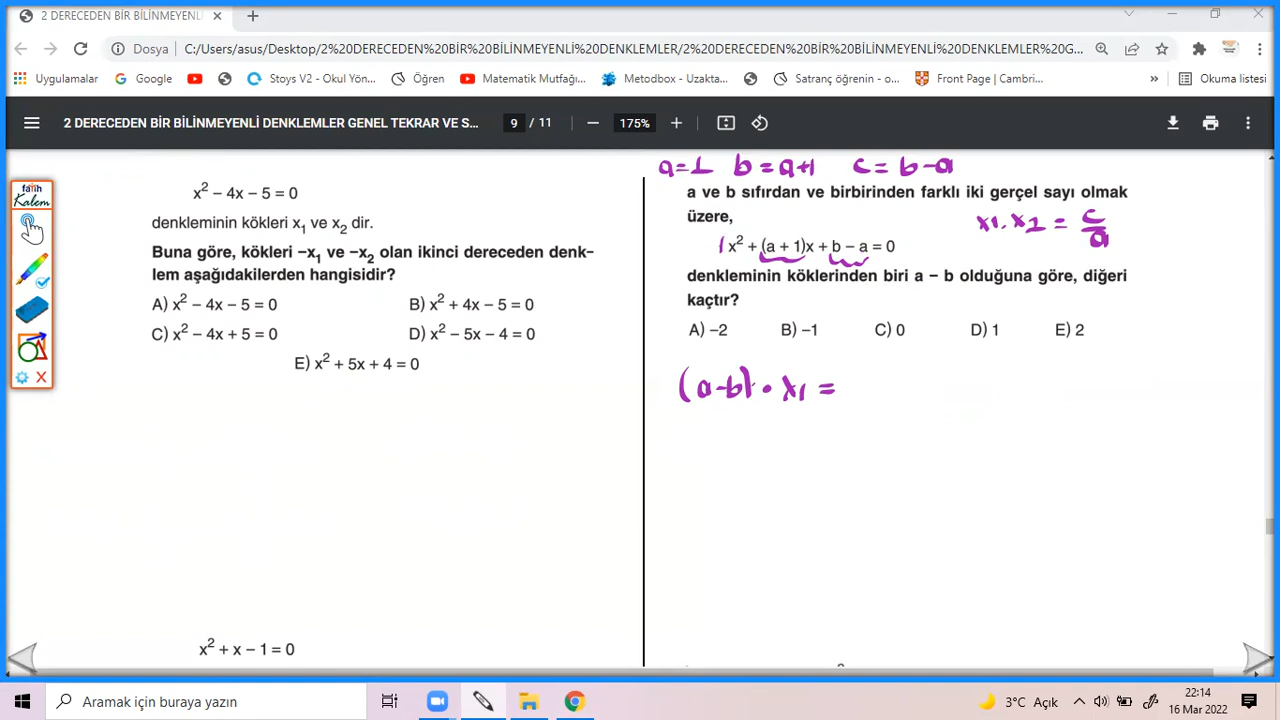 2 DERECEDEN BİR BİLİNMEYENLİ
Dosya C:/Users/asus/Desktop/2%20DERECEDEN%20BİR%20BİLİNMEYENLİ%20DENKLEMLER/2%20DERECEDEN%20BİR%20BİLİNMEYENLİ%20DENKLEMLER%20G...
Uygulamalar Google Stoys V2 - Okul Yön... Öğren Matematik Mutfağı... Metodbox - Uzakta... Satranç öğrenin - o... Front Page | Cambri... » Okuma listesi
2 DERECEDEN BİR BİLİNMEYENLİ DENKLEMLER GENEL TEKRAR VE S... 9 / 11 175%
fatih
Kalem
x² − 4x − 5 = 0
denkleminin kökleri x₁ ve x₂ dir.
Buna göre, kökleri −x₁ ve −x₂ olan ikinci dereceden denk-
lem aşağıdakilerden hangisidir?
A) x² − 4x − 5 = 0 B) x² + 4x − 5 = 0
C) x² − 4x + 5 = 0 D) x² − 5x − 4 = 0
E) x² + 5x + 4 = 0
x² + x − 1 = 0
a=1 b=a+1 c=b-a
a ve b sıfırdan ve birbirinden farklı iki gerçel sayı olmak
üzere,
x1.x2 = c/a
1x² + (a + 1)x + b − a = 0
denkleminin köklerinden biri a − b olduğuna göre, diğeri
kaçtır?
A) −2 B) −1 C) 0 D) 1 E) 2
(a-b) . x1 =
Aramak için buraya yazın
3°C Açık
22:14
16 Mar 2022